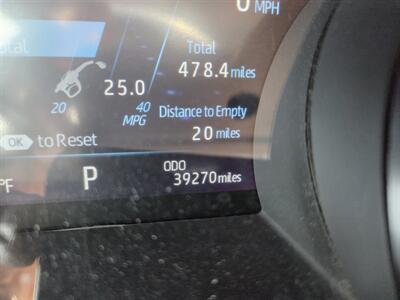 0 MPH
Total
478.4 miles
25.0
20
40
MPG
Distance to Empty
20 miles
OK to Reset
°F
P
ODO
39270 miles